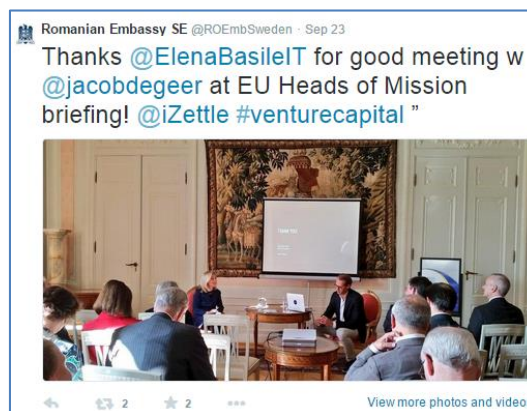 Romanian Embassy SE @ROEmbSweden · Sep 23
Thanks @ElenaBasileIT for good meeting w
@jacobdegeer at EU Heads of Mission
briefing! @iZettle #venturecapital ”
2 2
View more photos and video